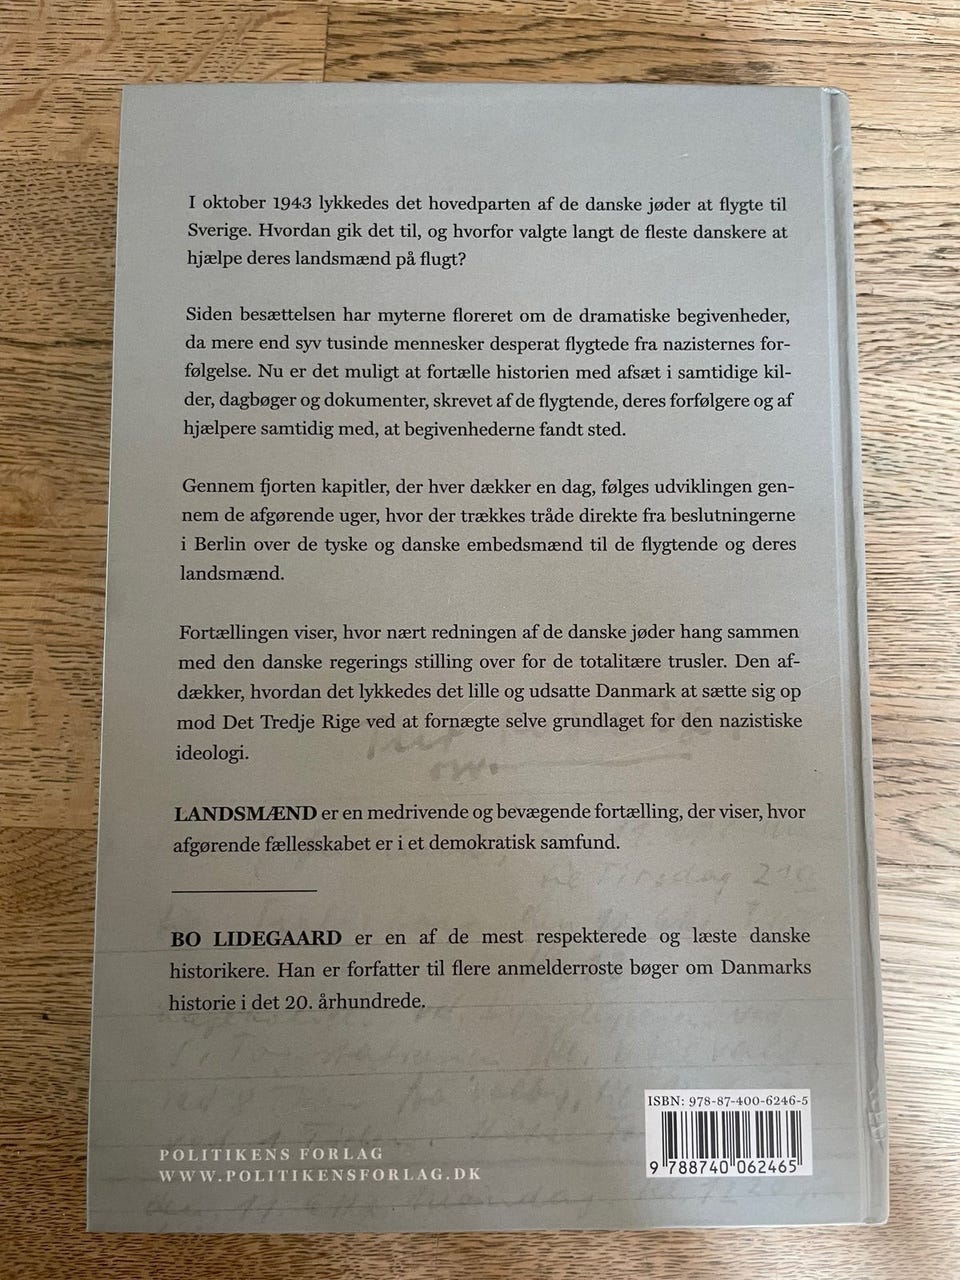 I oktober 1943 lykkedes det hovedparten af de danske jøder at flygte til
Sverige. Hvordan gik det til, og hvorfor valgte langt de fleste danskere at
hjælpe deres landsmænd på flugt?
Siden besættelsen har myterne floreret om de dramatiske begivenheder,
da mere end syv tusinde mennesker desperat flygtede fra nazisternes for-
følgelse. Nu er det muligt at fortælle historien med afsæt i samtidige kil-
der, dagbøger og dokumenter, skrevet af de flygtende, deres forfølgere og af
hjælpere samtidig med, at begivenhederne fandt sted.
Gennem fjorten kapitler, der hver dækker en dag, følges udviklingen gen-
nem de afgørende uger, hvor der trækkes tråde direkte fra beslutningerne
i Berlin over de tyske og danske embedsmænd til de flygtende og deres
landsmænd.
Fortællingen viser, hvor nært redningen af de danske jøder hang sammen
med den danske regerings stilling over for de totalitære trusler. Den af-
dækker, hvordan det lykkedes det lille og udsatte Danmark at sætte sig op
mod Det Tredje Rige ved at fornægte selve grundlaget for den nazistiske
ideologi.
LANDSMÆND er en medrivende og bevægende fortælling, der viser, hvor
afgørende fællesskabet er i et demokratisk samfund.
Tirsdag
BO LIDEGAARD er en af de mest respekterede og læste danske
historikere. Han er forfatter til flere anmelderroste bøger om Danmarks
historie i det 20. århundrede.
ISBN: 978-87-400-6246-5
9 788740 062465
POLITIKENS FORLAG
WWW.POLITIKENSFORLAG.DK